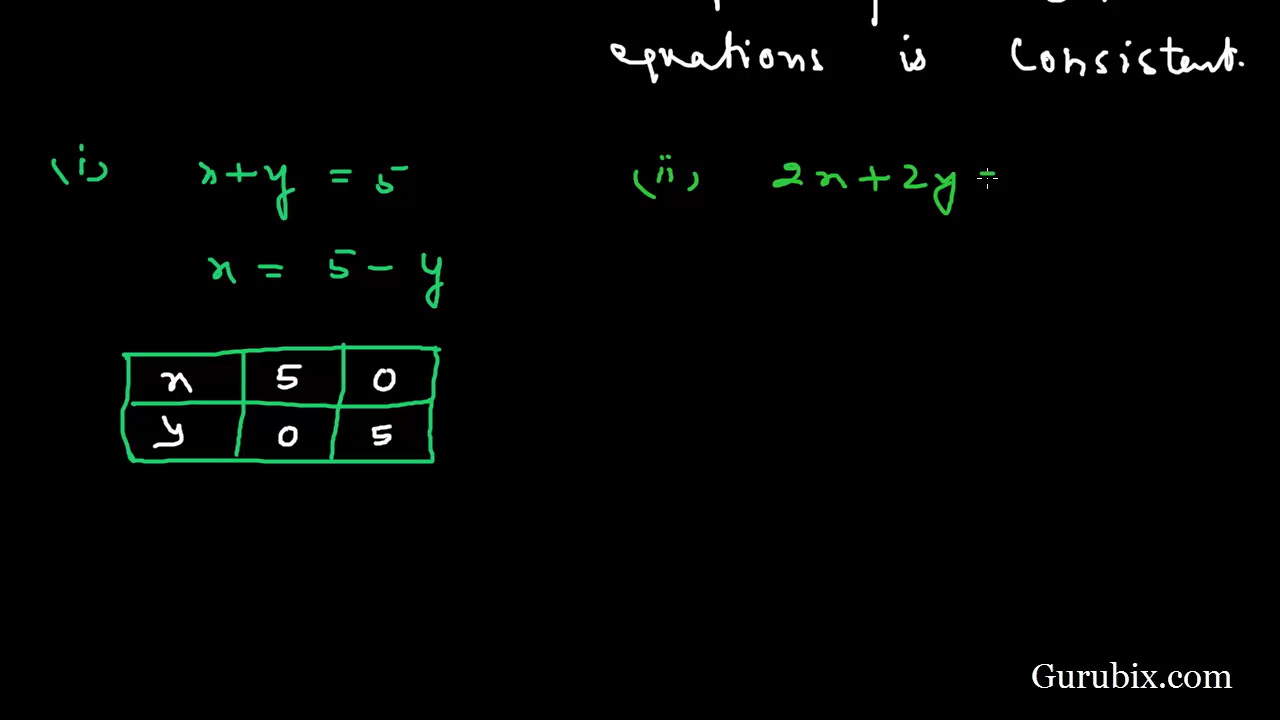 equations is consistent.
(i) x+y = 5
(ii) 2x+2y =
x = 5 - y
x 5 0
y 0 5
Gurubix.com